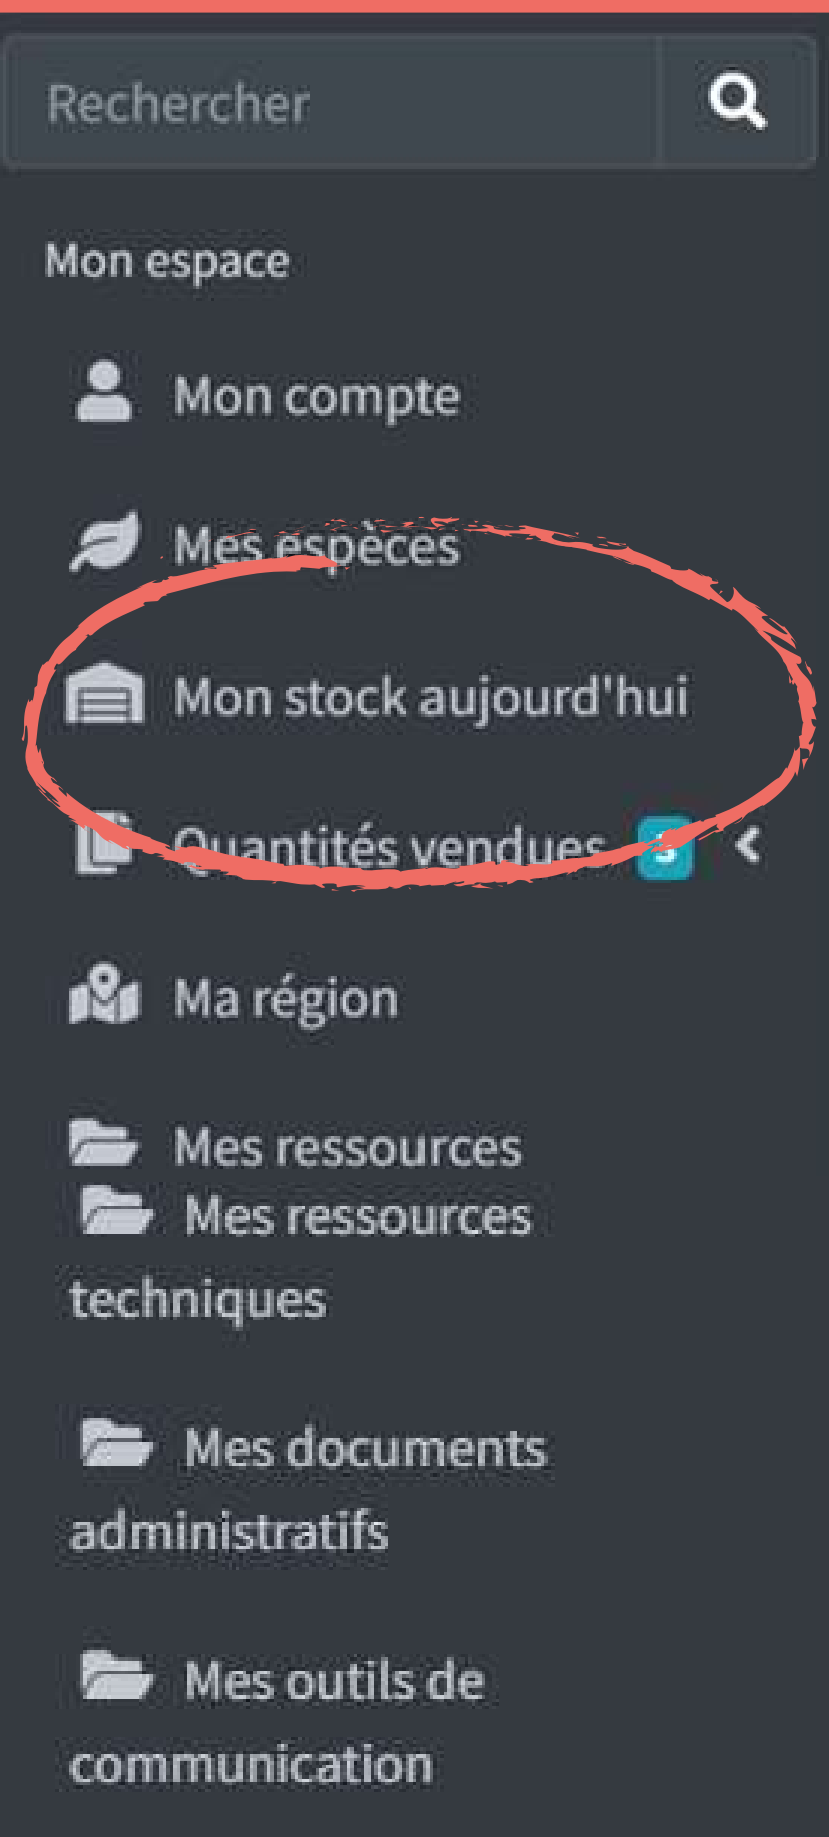 Rechercher
Mon espace
Mon compte
Mes espèces
Mon stock aujourd'hui
Quantités vendues 3
Ma région
Mes ressources
Mes ressources
techniques
Mes documents
administratifs
Mes outils de
communication